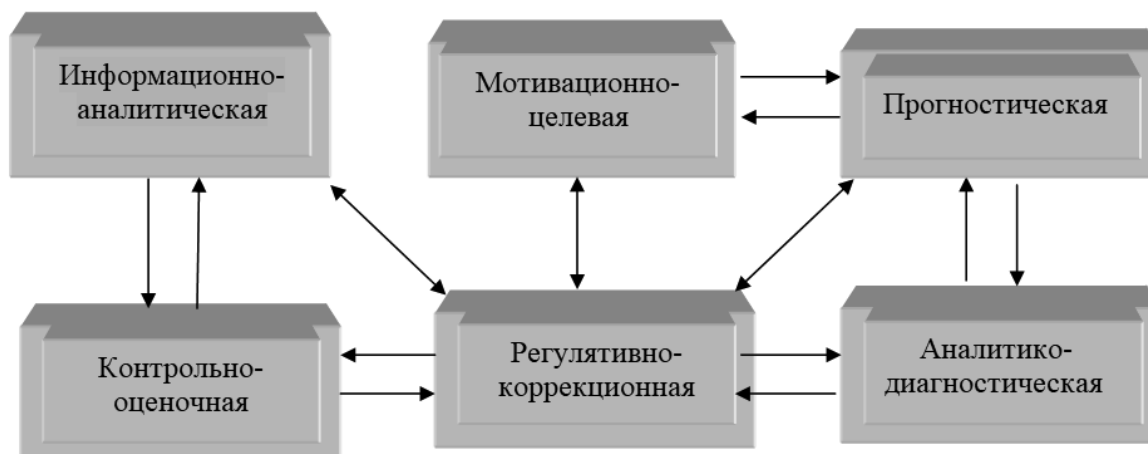 Информационно-
аналитическая
Мотивационно-
целевая
Прогностическая
Контрольно-
оценочная
Регулятивно-
коррекционная
Аналитико-
диагностическая